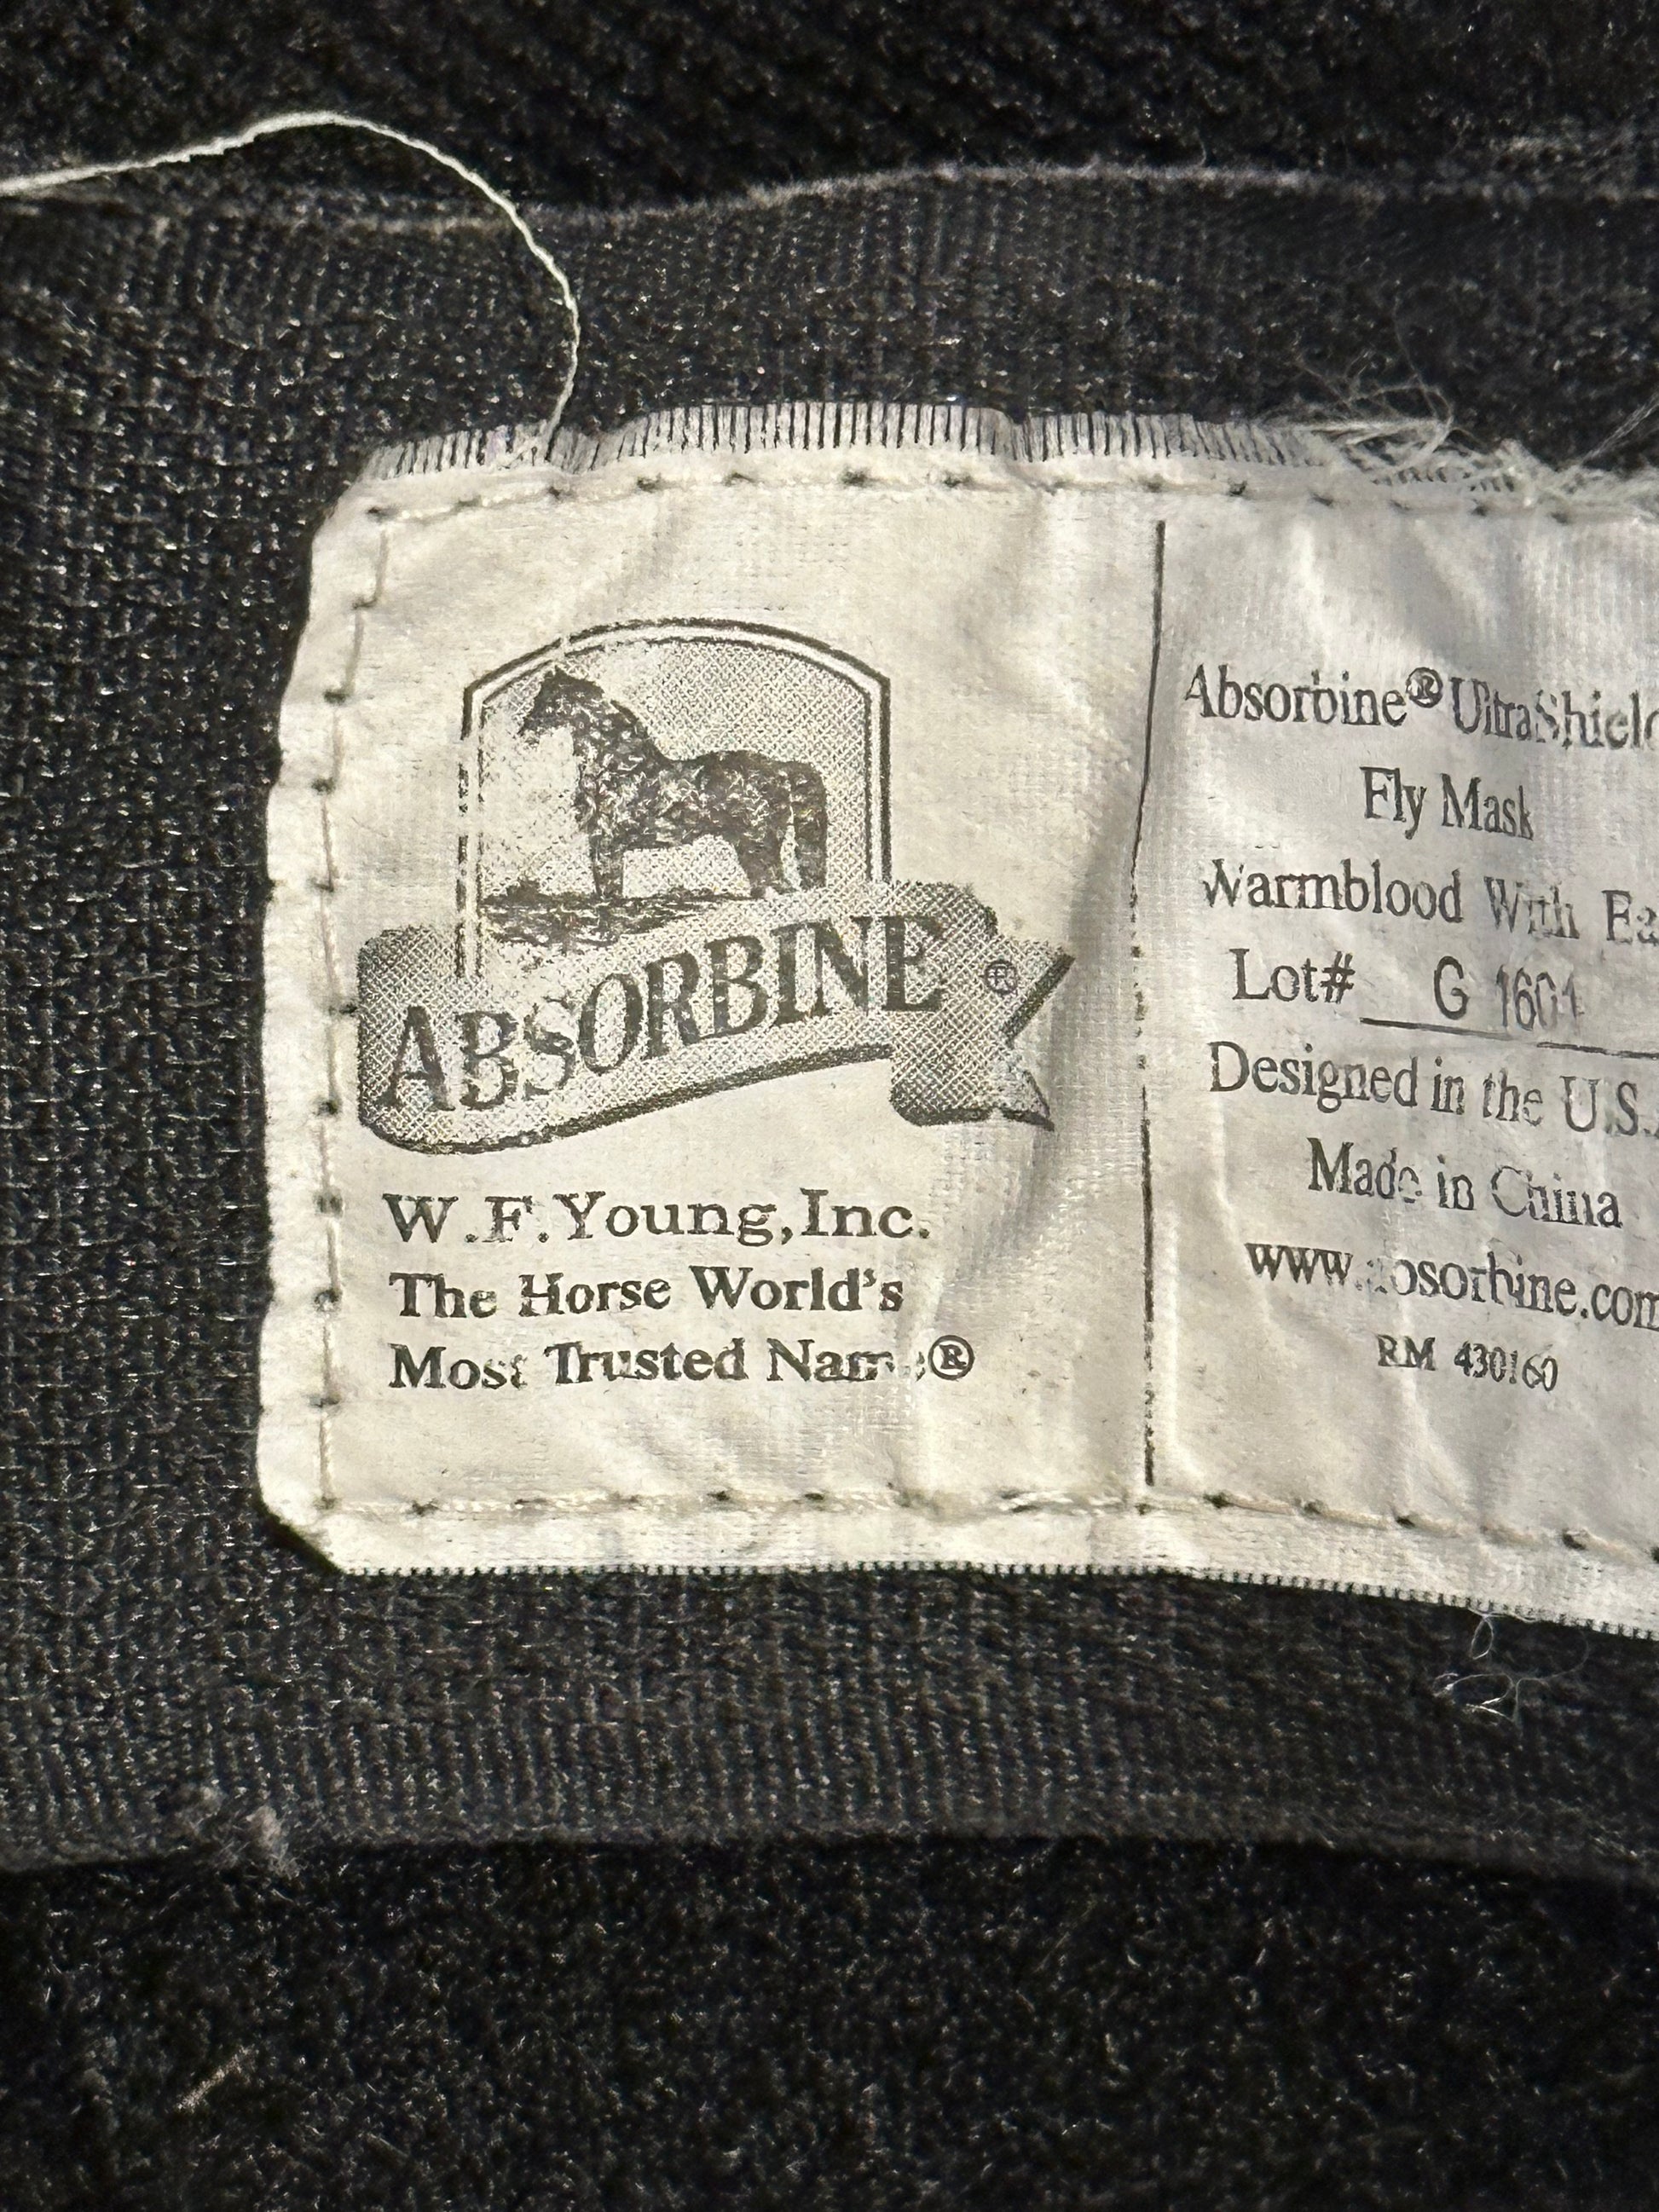 ABSORBINE®
W.F. Young, Inc.
The Horse World's
Most Trusted Name®
Absorbine® UltraShield
Fly Mask
Warmblood With Ea
Lot# G 1601
Designed in the U.S.
Made in China
www.absorbine.com
RM 430160